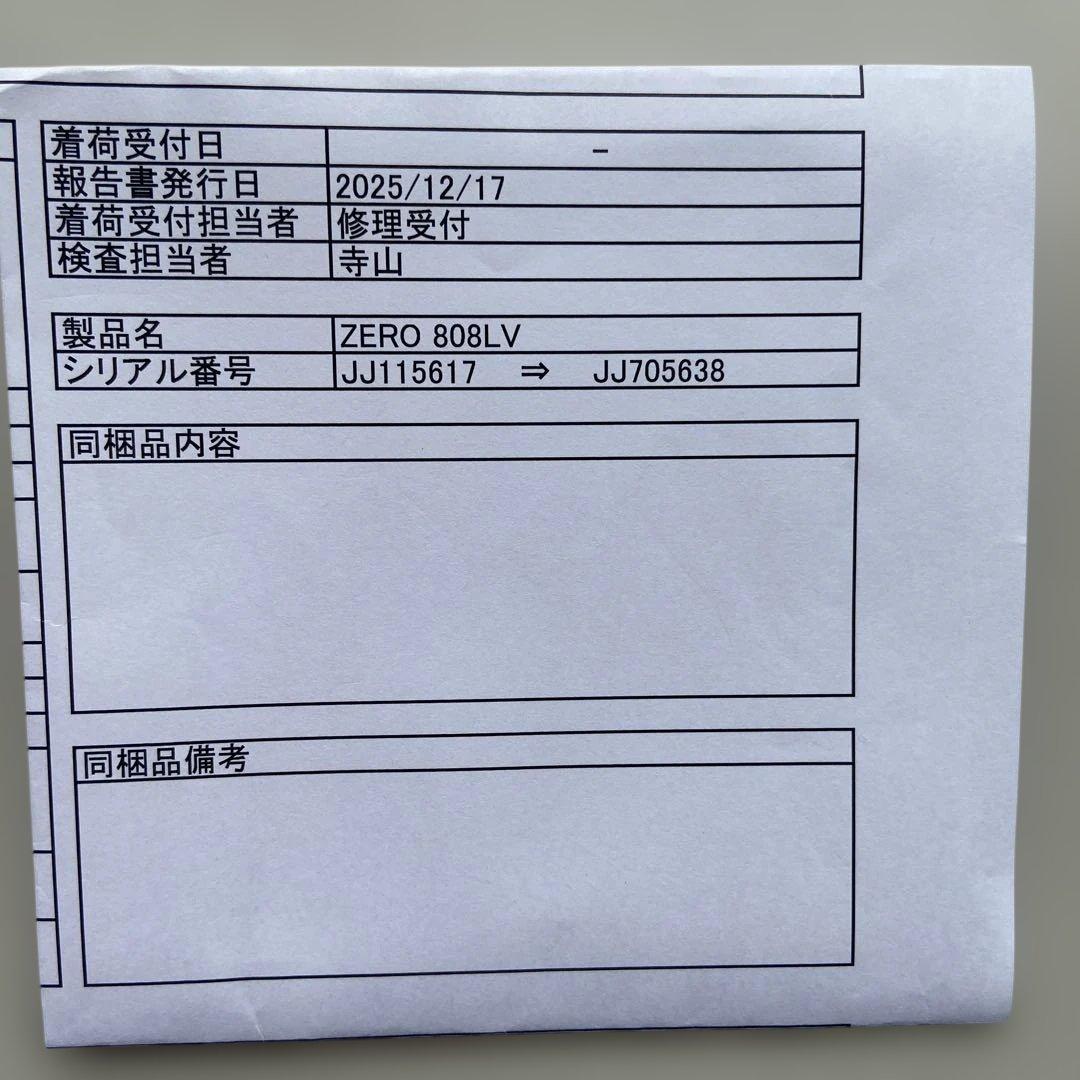 着荷受付日 －
報告書発行日 2025/12/17
着荷受付担当者 修理受付
検査担当者 寺山
製品名 ZERO 808LV
シリアル番号 JJ115617 ⇒ JJ705638
同梱品内容
同梱品備考